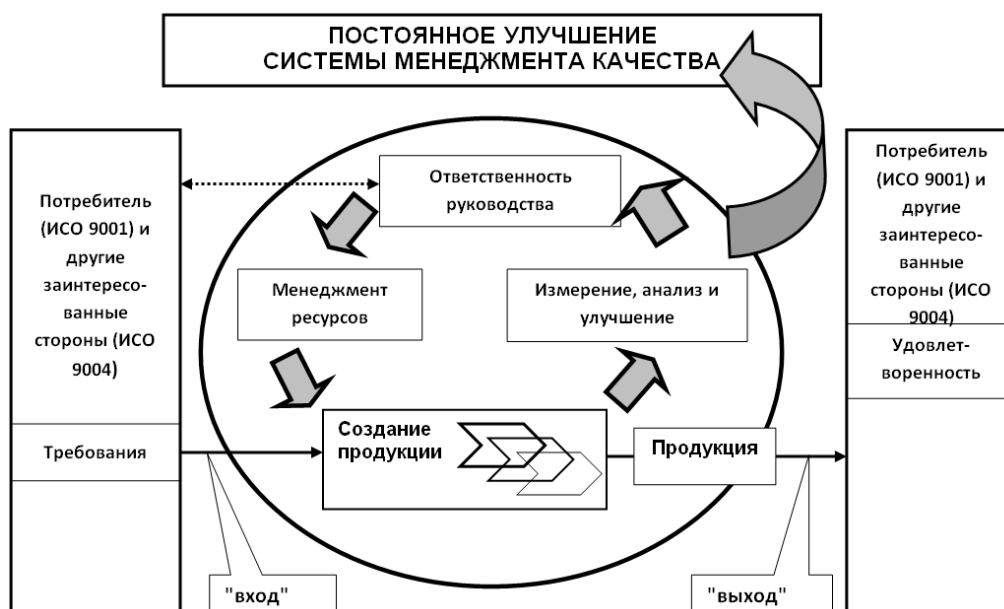 ПОСТОЯННОЕ УЛУЧШЕНИЕ
СИСТЕМЫ МЕНЕДЖМЕНТА КАЧЕСТВА
Потребитель
(ИСО 9001) и
другие
заинтересо-
ванные
стороны (ИСО
9004)
Требования
Ответственность
руководства
Менеджмент
ресурсов
Измерение, анализ и
улучшение
Создание
продукции
Продукция
"вход"
"выход"
Потребитель
(ИСО 9001) и
другие
заинтересо-
ванные
стороны (ИСО
9004)
Удовлет-
воренность